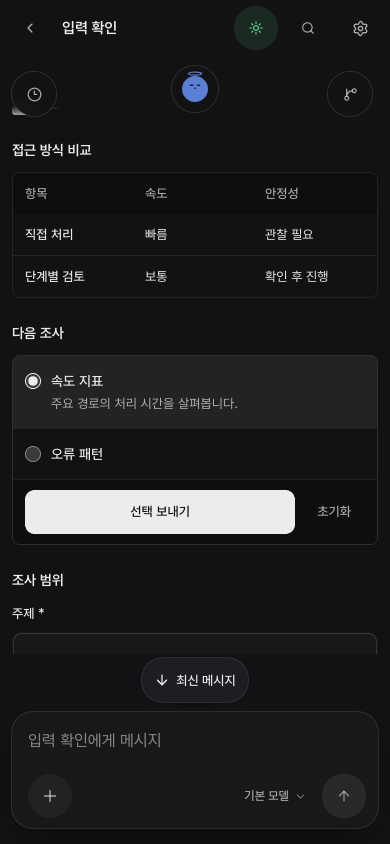 입력 확인
접근 방식 비교
항목 속도 안정성
직접 처리 빠름 관찰 필요
단계별 검토 보통 확인 후 진행
다음 조사
속도 지표
주요 경로의 처리 시간을 살펴봅니다.
오류 패턴
선택 보내기 초기화
조사 범위
주제 *
최신 메시지
입력 확인에게 메시지
기본 모델